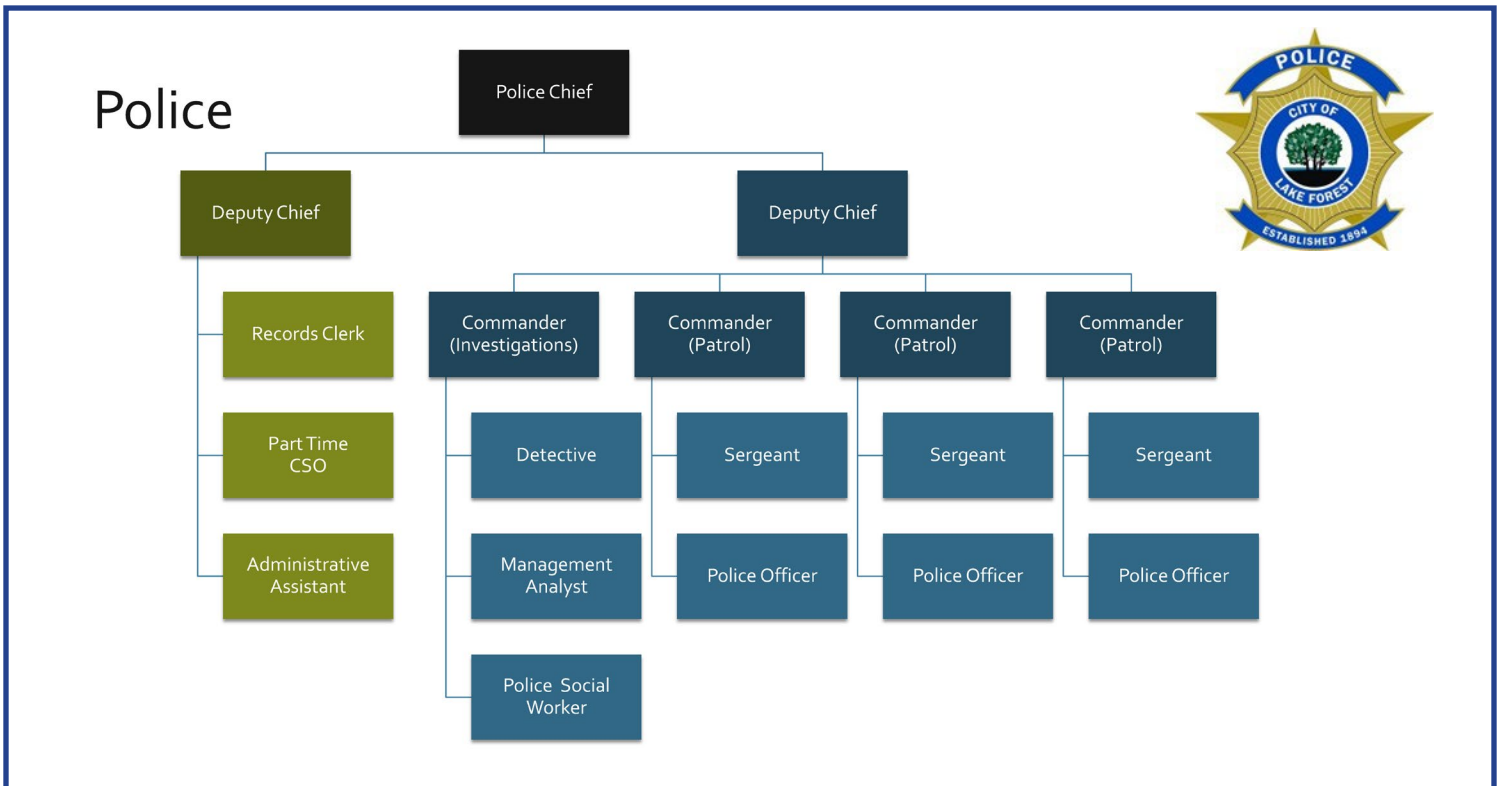 Police
Police Chief
POLICE
CITY OF
LAKE FOREST
ESTABLISHED 1894
Deputy Chief
Deputy Chief
Records Clerk
Part Time
CSO
Administrative
Assistant
Commander
(Investigations)
Commander
(Patrol)
Commander
(Patrol)
Commander
(Patrol)
Detective
Management
Analyst
Police Social
Worker
Sergeant
Police Officer
Sergeant
Police Officer
Sergeant
Police Officer